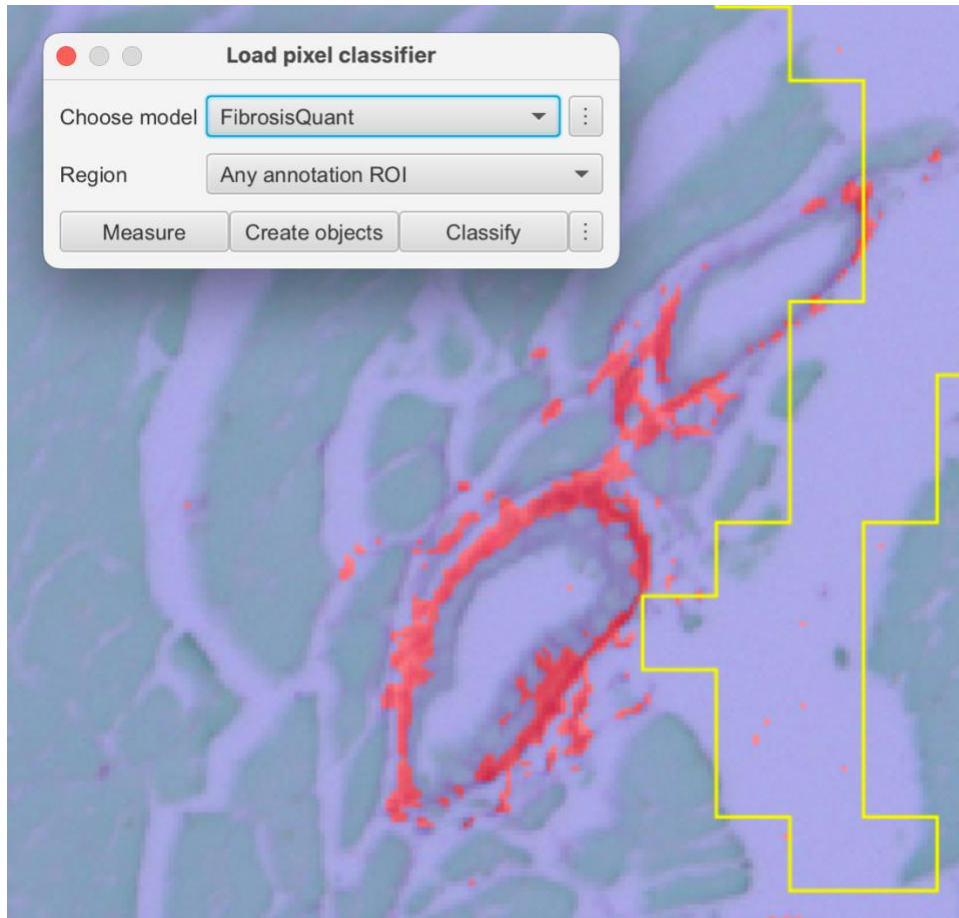 Load pixel classifier
Choose model FibrosisQuant
Region Any annotation ROI
Measure Create objects Classify